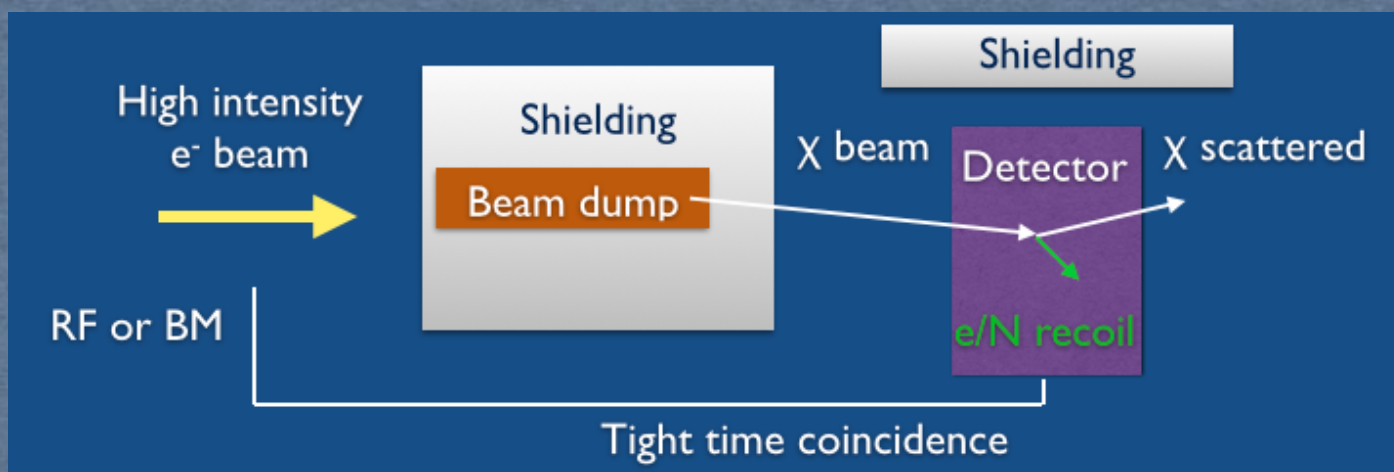 Shielding
High intensity
e⁻ beam
Shielding
χ beam
Detector
χ scattered
Beam dump
RF or BM
e/N recoil
Tight time coincidence